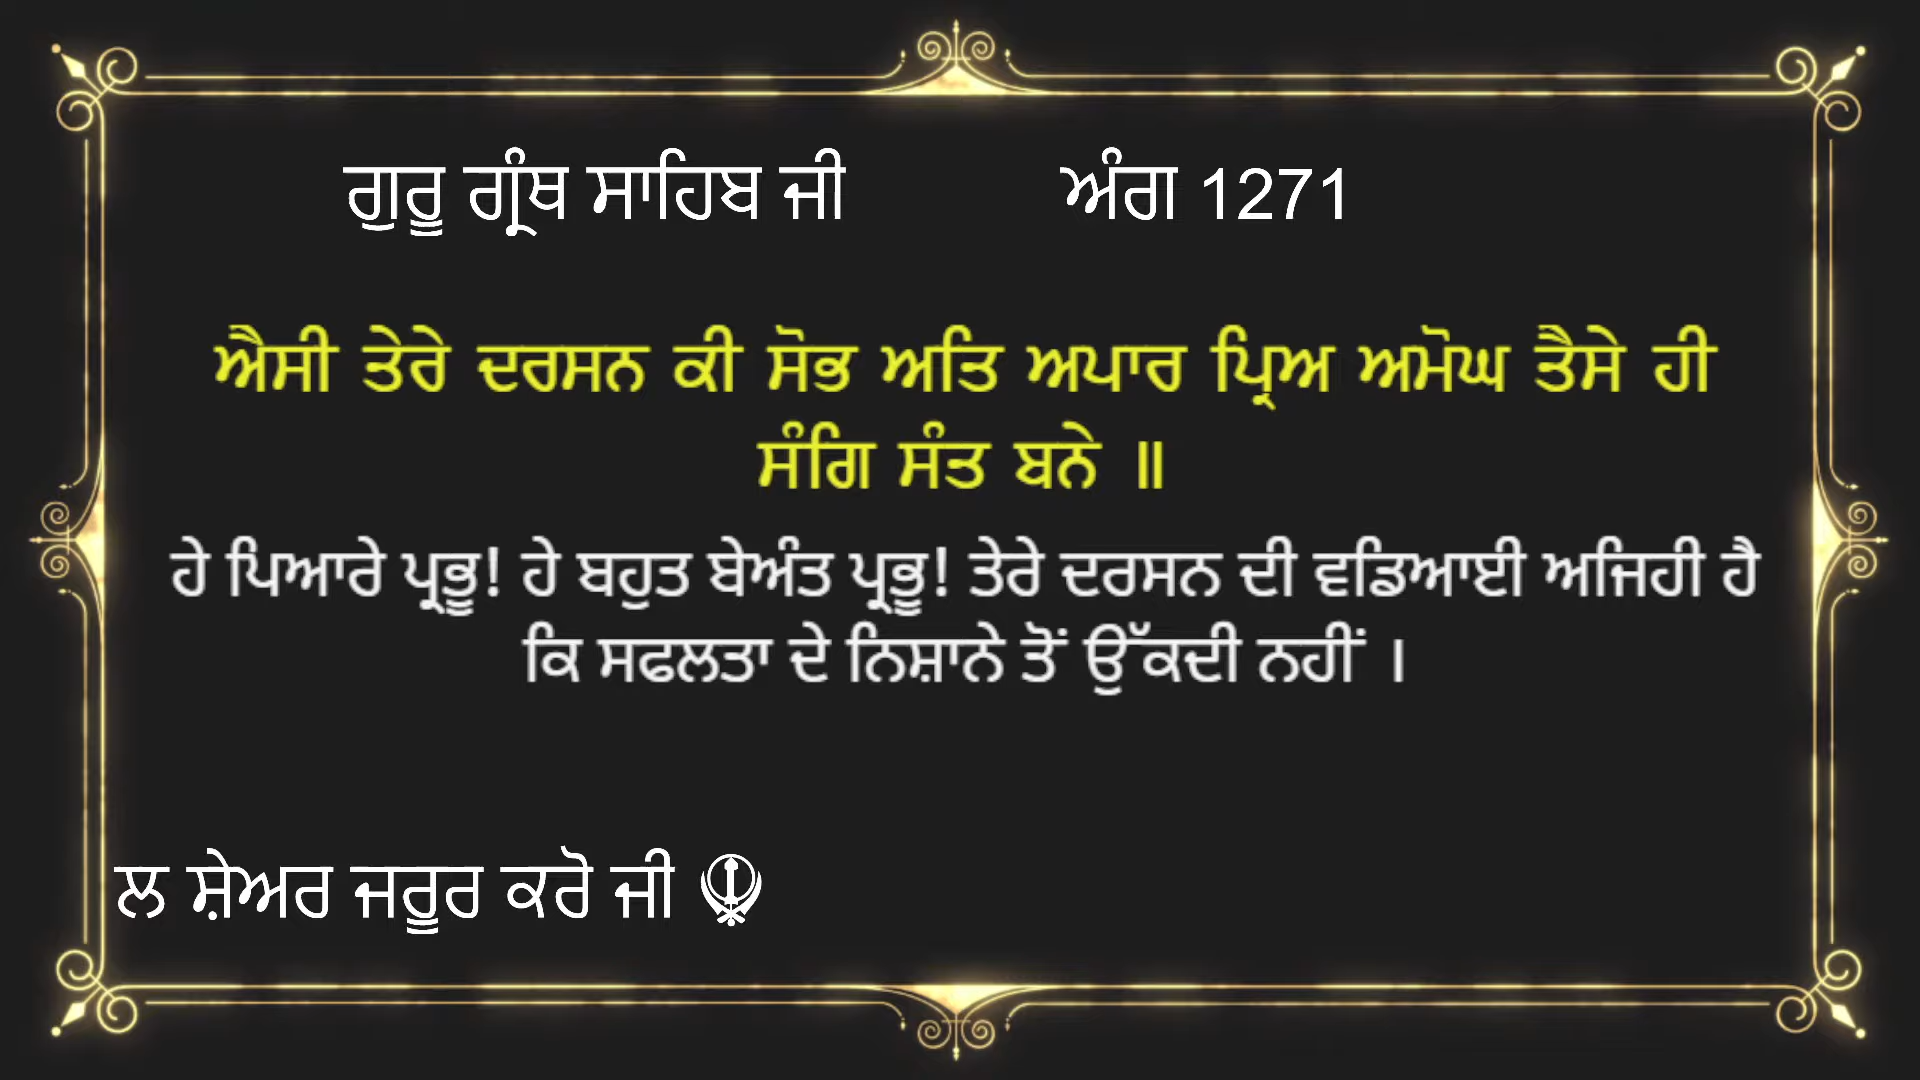 ਗੁਰੂ ਗ੍ਰੰਥ ਸਾਹਿਬ ਜੀ ਅੰਗ 1271
ਐਸੀ ਤੇਰੇ ਦਰਸਨ ਕੀ ਸੋਭ ਅਤਿ ਅਪਾਰ ਪ੍ਰਿਅ ਅਮੋਘ ਤੈਸੇ ਹੀ
ਸੰਗਿ ਸੰਤ ਬਨੇ ॥
ਹੇ ਪਿਆਰੇ ਪ੍ਰਭੂ! ਹੇ ਬਹੁਤ ਬੇਅੰਤ ਪ੍ਰਭੂ! ਤੇਰੇ ਦਰਸਨ ਦੀ ਵਡਿਆਈ ਅਜਿਹੀ ਹੈ
ਕਿ ਸਫਲਤਾ ਦੇ ਨਿਸ਼ਾਨੇ ਤੋਂ ਉੱਕਦੀ ਨਹੀਂ ।
ਲ ਸ਼ੇਅਰ ਜਰੂਰ ਕਰੋ ਜੀ ☬